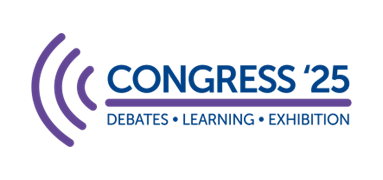 CONGRESS ‘25
DEBATES • LEARNING • EXHIBITION